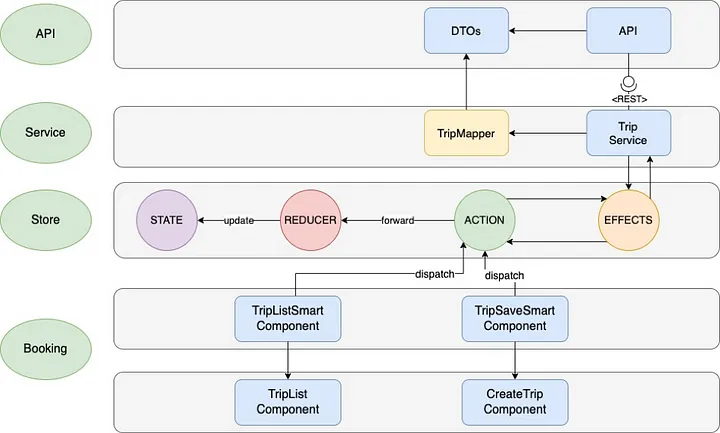 API
DTOs
API
<REST>
Service
TripMapper
Trip
Service
Store
STATE
update
REDUCER
forward
ACTION
EFFECTS
dispatch
dispatch
Booking
TripListSmart
Component
TripSaveSmart
Component
TripList
Component
CreateTrip
Component